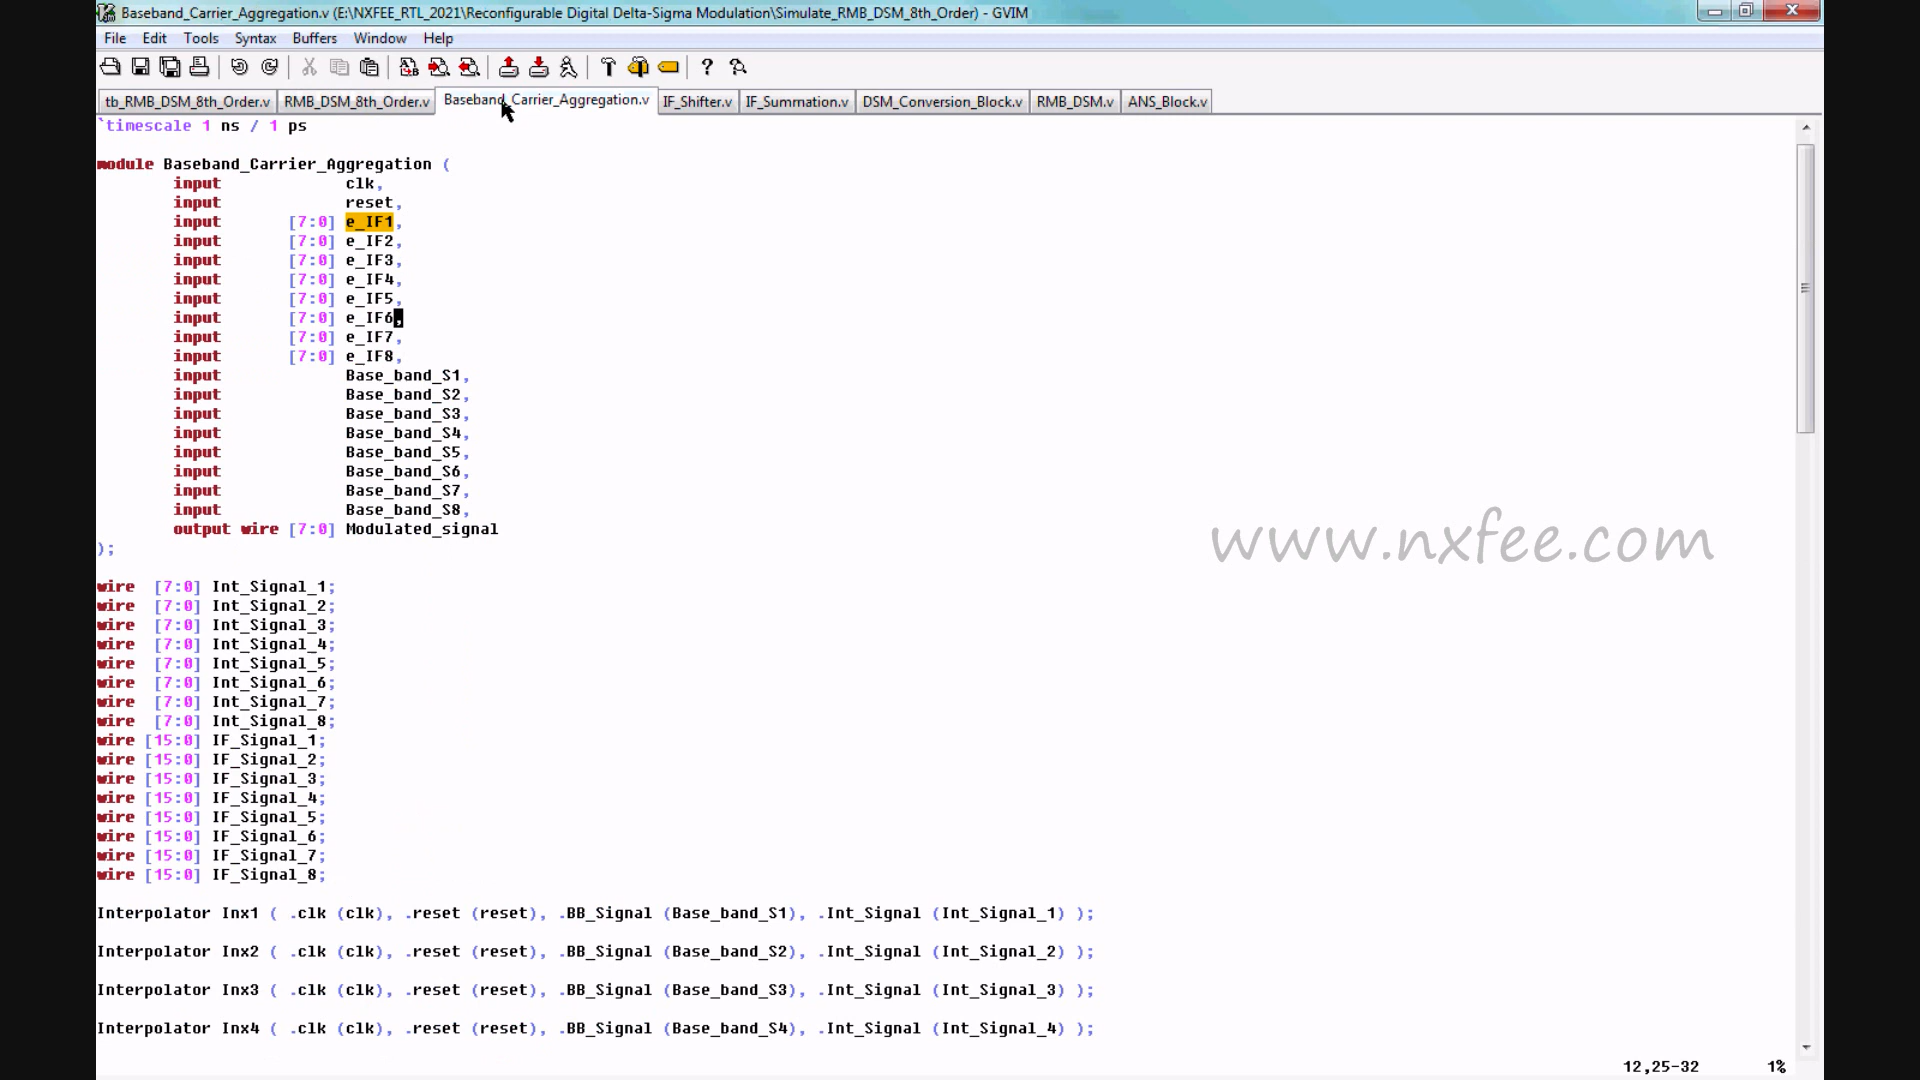 Baseband_Carrier_Aggregation.v (E:\NXFEE_RTL_2021\Reconfigurable Digital Delta-Sigma Modulation\Simulate_RMB_DSM_8th_Order) - GVIM
File Edit Tools Syntax Buffers Window Help
tb_RMB_DSM_8th_Order.v RMB_DSM_8th_Order.v Baseband_Carrier_Aggregation.v IF_Shifter.v IF_Summation.v DSM_Conversion_Block.v RMB_DSM.v ANS_Block.v
`timescale 1 ns / 1 ps
module Baseband_Carrier_Aggregation (
input clk,
input reset,
input [7:0] e_IF1,
input [7:0] e_IF2,
input [7:0] e_IF3,
input [7:0] e_IF4,
input [7:0] e_IF5,
input [7:0] e_IF6,
input [7:0] e_IF7,
input [7:0] e_IF8,
input Base_band_S1,
input Base_band_S2,
input Base_band_S3,
input Base_band_S4,
input Base_band_S5,
input Base_band_S6,
input Base_band_S7,
input Base_band_S8,
output wire [7:0] Modulated_signal
);
www.nxfee.com
wire [7:0] Int_Signal_1;
wire [7:0] Int_Signal_2;
wire [7:0] Int_Signal_3;
wire [7:0] Int_Signal_4;
wire [7:0] Int_Signal_5;
wire [7:0] Int_Signal_6;
wire [7:0] Int_Signal_7;
wire [7:0] Int_Signal_8;
wire [15:0] IF_Signal_1;
wire [15:0] IF_Signal_2;
wire [15:0] IF_Signal_3;
wire [15:0] IF_Signal_4;
wire [15:0] IF_Signal_5;
wire [15:0] IF_Signal_6;
wire [15:0] IF_Signal_7;
wire [15:0] IF_Signal_8;
Interpolator Inx1 ( .clk (clk), .reset (reset), .BB_Signal (Base_band_S1), .Int_Signal (Int_Signal_1) );
Interpolator Inx2 ( .clk (clk), .reset (reset), .BB_Signal (Base_band_S2), .Int_Signal (Int_Signal_2) );
Interpolator Inx3 ( .clk (clk), .reset (reset), .BB_Signal (Base_band_S3), .Int_Signal (Int_Signal_3) );
Interpolator Inx4 ( .clk (clk), .reset (reset), .BB_Signal (Base_band_S4), .Int_Signal (Int_Signal_4) );
12,25-32 1%